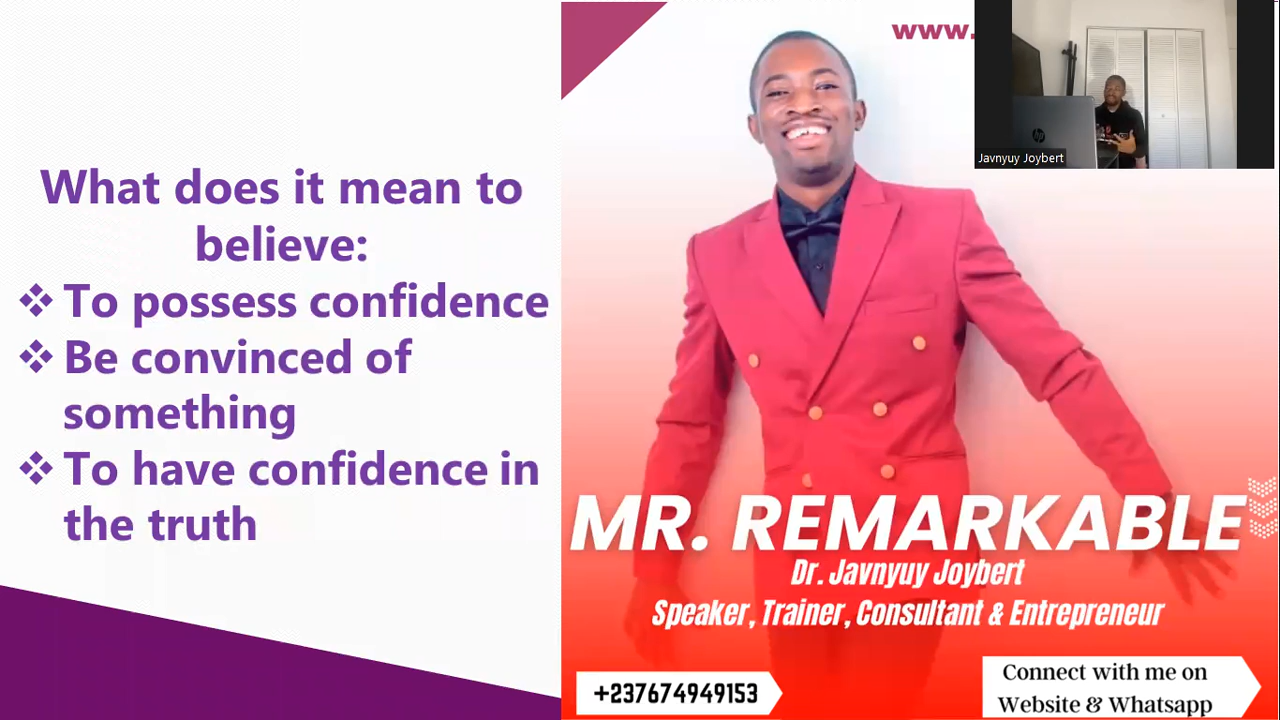 What does it mean to
believe:
❖ To possess confidence
❖ Be convinced of
something
❖ To have confidence in
the truth
www.
Javnyuy Joybert
MR. REMARKABLE
Dr. Javnyuy Joybert
Speaker, Trainer, Consultant & Entrepreneur
+237674949153
Connect with me on
Website & Whatsapp